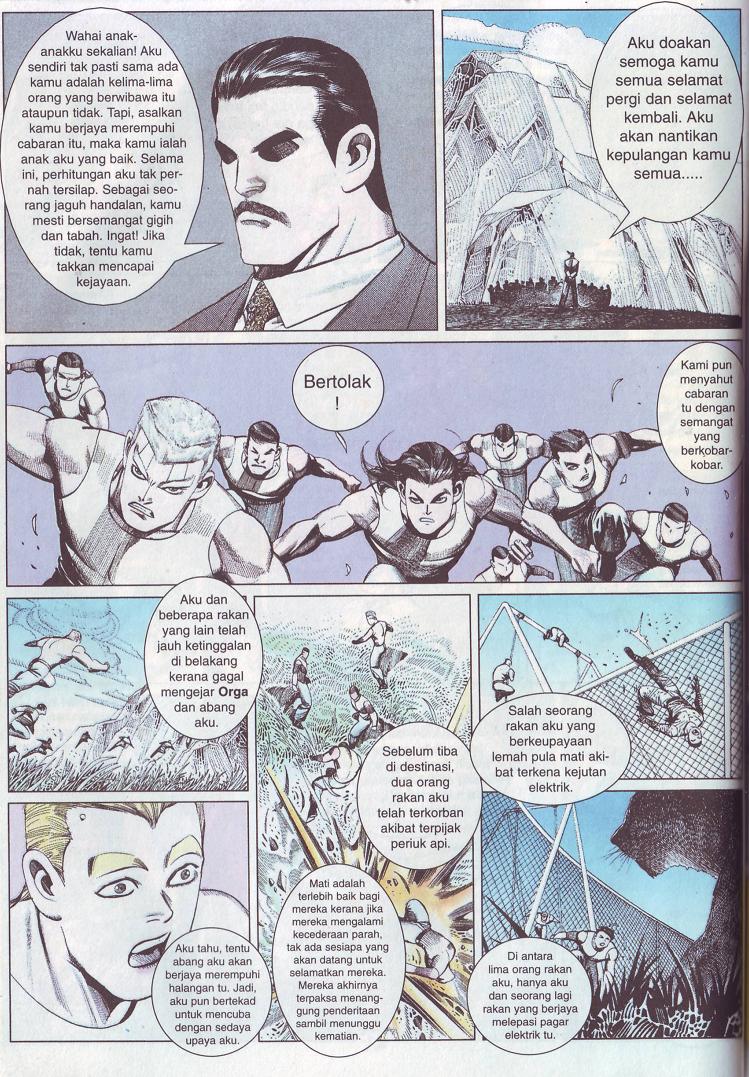 Wahai anak-
anakku sekalian! Aku
sendiri tak pasti sama ada
kamu adalah kelima-lima
orang yang berwibawa itu
ataupun tidak. Tapi, asalkan
kamu berjaya merempuhi
cabaran itu, maka kamu ialah
anak aku yang baik. Selama
ini, perhitungan aku tak per-
nah tersilap. Sebagai seo-
rang jaguh handalan, kamu
mesti bersemangat gigih
dan tabah. Ingat! Jika
tidak, tentu kamu
takkan mencapai
kejayaan.
Aku doakan
semoga kamu
semua selamat
pergi dan selamat
kembali. Aku
akan nantikan
kepulangan kamu
semua.....
Bertolak
!
Kami pun
menyahut
cabaran
tu dengan
semangat
yang
berkobar-
kobar.
Aku dan
beberapa rakan
yang lain telah
jauh ketinggalan
di belakang
kerana gagal
mengejar Orga
dan abang
aku.
Sebelum tiba
di destinasi,
dua orang
rakan aku
telah terkorban
akibat terpijak
periuk api.
Salah seorang
rakan aku yang
berkeupayaan
lemah pula mati aki-
bat terkena kejutan
elektrik.
Aku tahu, tentu
abang aku akan
berjaya merempuh
halangan tu. Jadi,
aku pun bertekad
untuk mencuba
dengan sedaya
upaya aku.
Mati adalah
terlebih baik bagi
mereka kerana jika
mereka mengalami
kecederaan parah,
tak ada sesiapa yang
akan datang untuk
selamatkan mereka.
Mereka akhirnya
terpaksa menang-
gung penderitaan
sambil menunggu
kematian.
Di antara
lima orang rakan
aku, hanya aku
dan seorang lagi
rakan yang berjaya
melepasi pagar
elektrik tu.